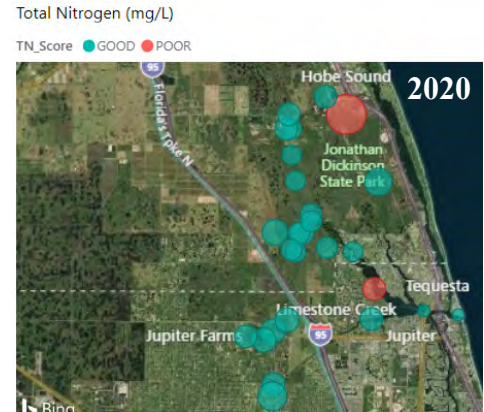 Total Nitrogen (mg/L)
TN_Score GOOD POOR
95
Hobe Sound
2020
Florida's Tpke N
Jonathan
Dickinson
State Park
Tequesta
Limestone Creek
Jupiter Farms
95
Jupiter
Bing